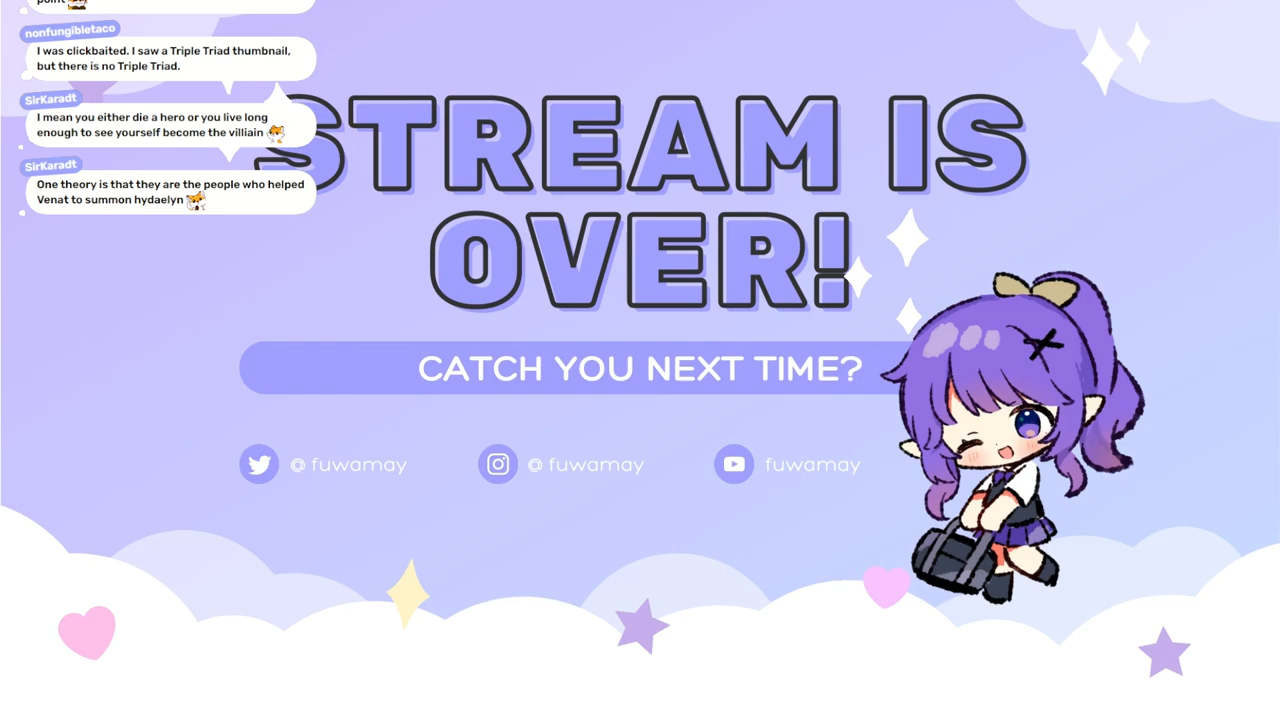 point
nonfungibletaco
I was clickbaited. I saw a Triple Triad thumbnail,
but there is no Triple Triad.
SirKaradt
I mean you either die a hero or you live long
enough to see yourself become the villiain
SirKaradt
One theory is that they are the people who helped
Venat to summon hydaelyn
STREAM IS
OVER!
CATCH YOU NEXT TIME?
@ fuwamay
@ fuwamay
fuwamay